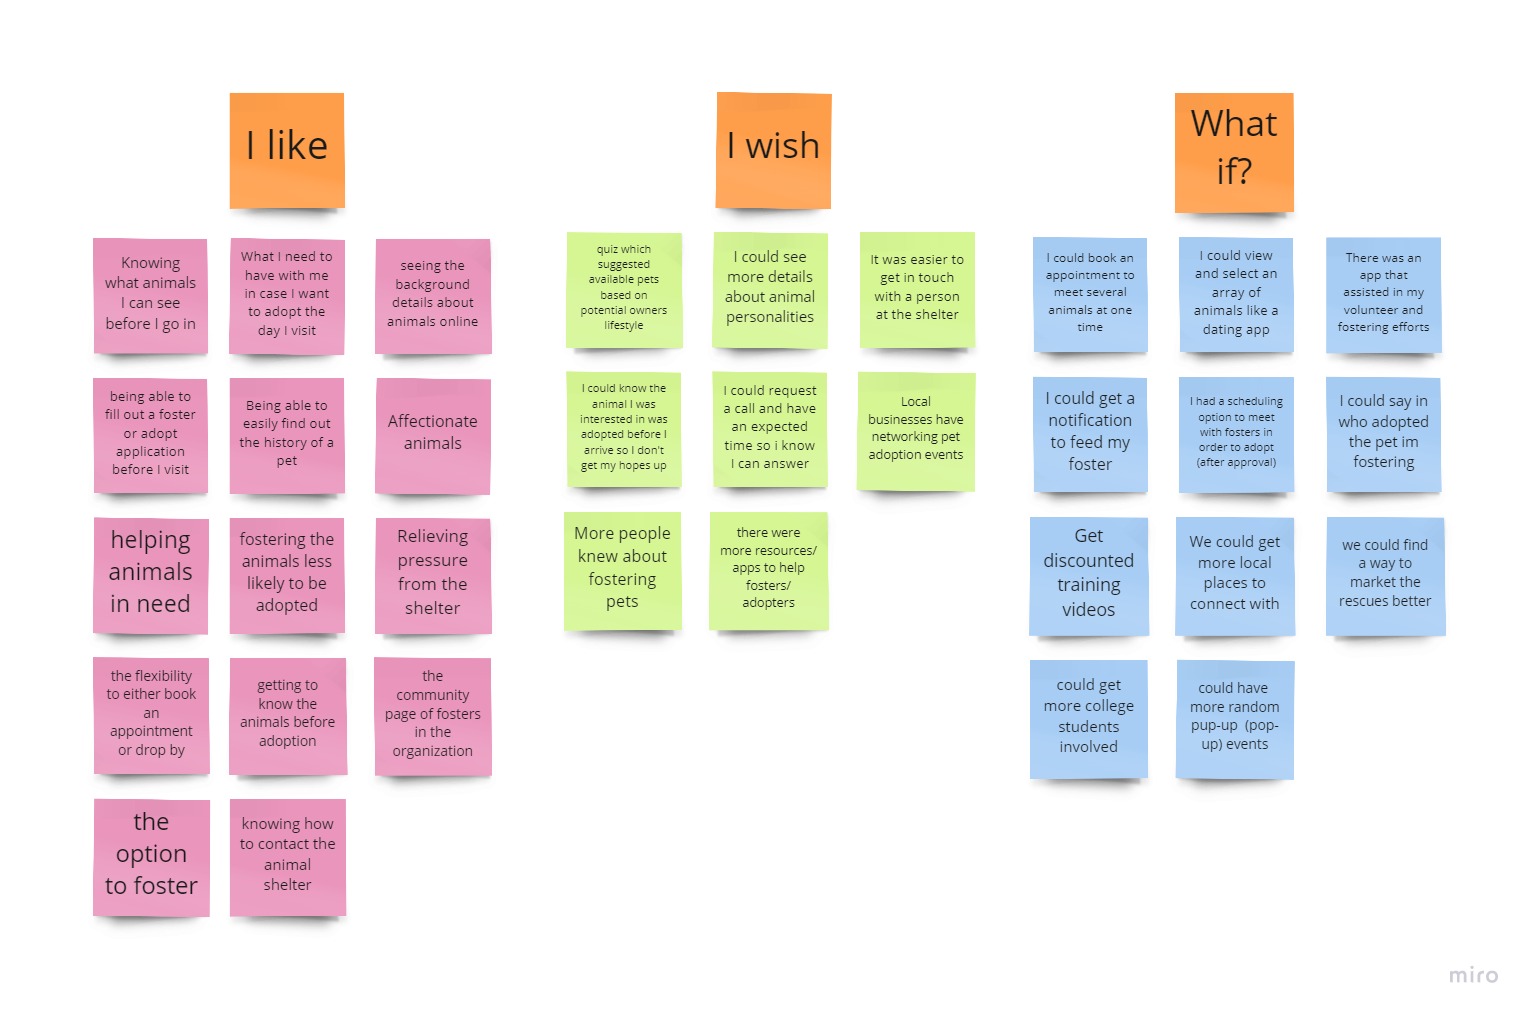 I like
Knowing
what animals
I can see
before I go in
What I need to
have with me
in case I want
to adopt the
day I visit
seeing the
background
details about
animals online
being able to
fill out a foster
or adopt
application
before I visit
Being able to
easily find out
the history of a
pet
Affectionate
animals
helping
animals
in need
fostering the
animals less
likely to be
adopted
Relieving
pressure
from the
shelter
the flexibility
to either book
an
appointment
or drop by
getting to
know the
animals before
adoption
the
community
page of fosters
in the
organization
the
option
to foster
knowing how
to contact the
animal
shelter
I wish
quiz which
suggested
available pets
based on
potential owners
lifestyle
I could see
more details
about animal
personalities
It was easier to
get in touch
with a person
at the shelter
I could know the
animal I was
interested in was
adopted before I
arrive so I don't
get my hopes up
I could request
a call and have
an expected
time so i know
I can answer
Local
businesses have
networking pet
adoption events
More people
knew about
fostering
pets
there were
more resources/
apps to help
fosters/
adopters
What
if?
I could book an
appointment to
meet several
animals at one
time
I could view
and select an
array of
animals like a
dating app
There was an
app that
assisted in my
volunteer and
fostering efforts
I could get a
notification
to feed my
foster
I had a scheduling
option to meet
with fosters in
order to adopt
(after approval)
I could say in
who adopted
the pet im
fostering
Get
discounted
training
videos
We could get
more local
places to
connect with
we could find
a way to
market the
rescues better
could get
more college
students
involved
could have
more random
pup-up (pop-
up) events
miro